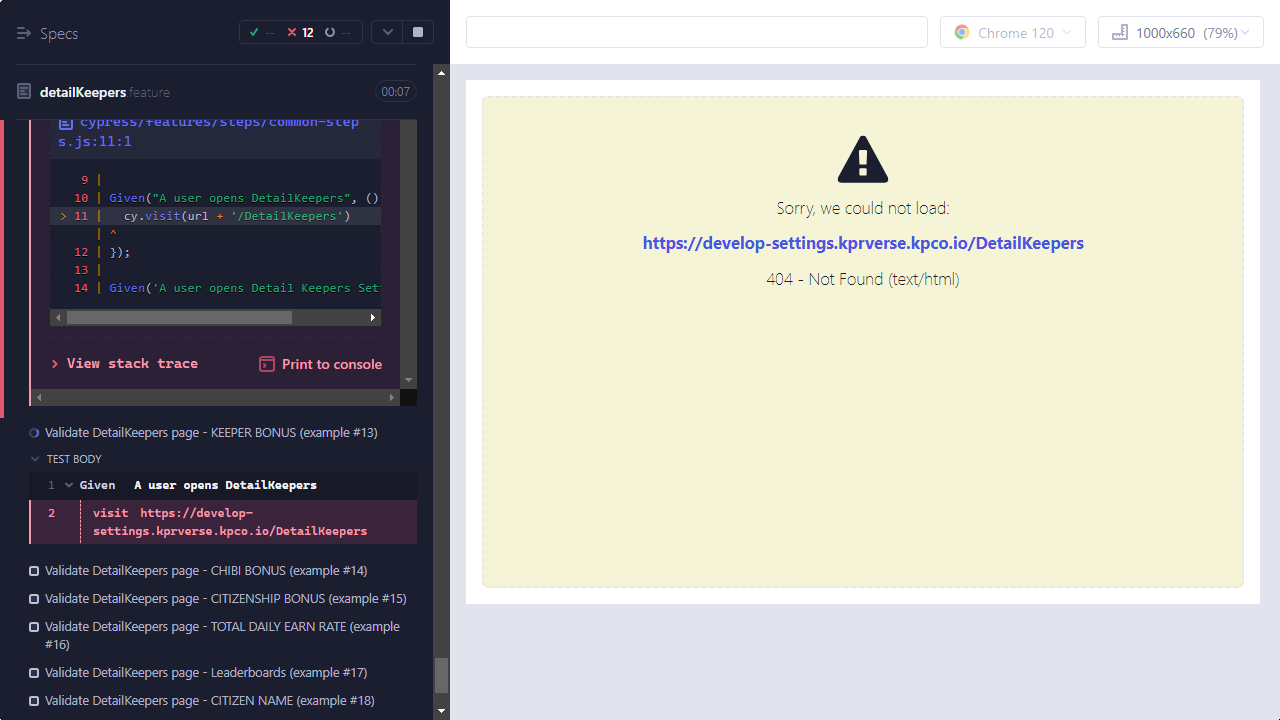 Specs
-- 12 --
Chrome 120
1000x660 (79%)
detailKeepers.feature
00:07
cypress/features/steps/common-step
s.js:11:1
9 |
10 | Given("A user opens DetailKeepers", ()
> 11 | cy.visit(url + '/DetailKeepers')
| ^
12 | });
13 |
14 | Given('A user opens Detail Keepers Set
View stack trace
Print to console
Validate DetailKeepers page - KEEPER BONUS (example #13)
TEST BODY
1 Given A user opens DetailKeepers
2 visit https://develop-
settings.kprverse.kpco.io/DetailKeepers
Validate DetailKeepers page - CHIBI BONUS (example #14)
Validate DetailKeepers page - CITIZENSHIP BONUS (example #15)
Validate DetailKeepers page - TOTAL DAILY EARN RATE (example
#16)
Validate DetailKeepers page - Leaderboards (example #17)
Validate DetailKeepers page - CITIZEN NAME (example #18)
Sorry, we could not load:
https://develop-settings.kprverse.kpco.io/DetailKeepers
404 - Not Found (text/html)